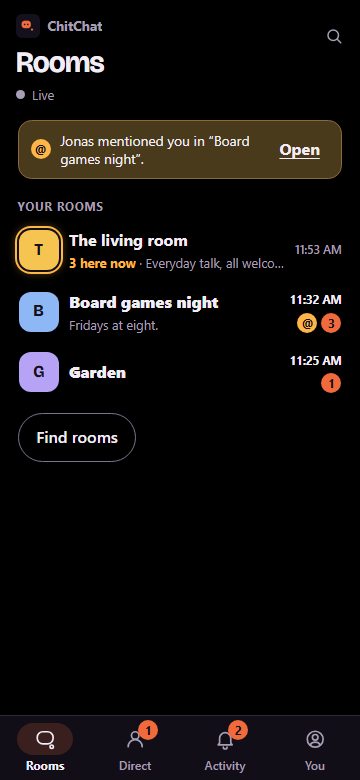 ChitChat
Rooms
Live
@
Jonas mentioned you in “Board
games night”.
Open
YOUR ROOMS
T
The living room
11:53 AM
3 here now · Everyday talk, all welco...
B
Board games night
11:32 AM
Fridays at eight.
@ 3
G
Garden
11:25 AM
1
Find rooms
1
2
Rooms
Direct
Activity
You